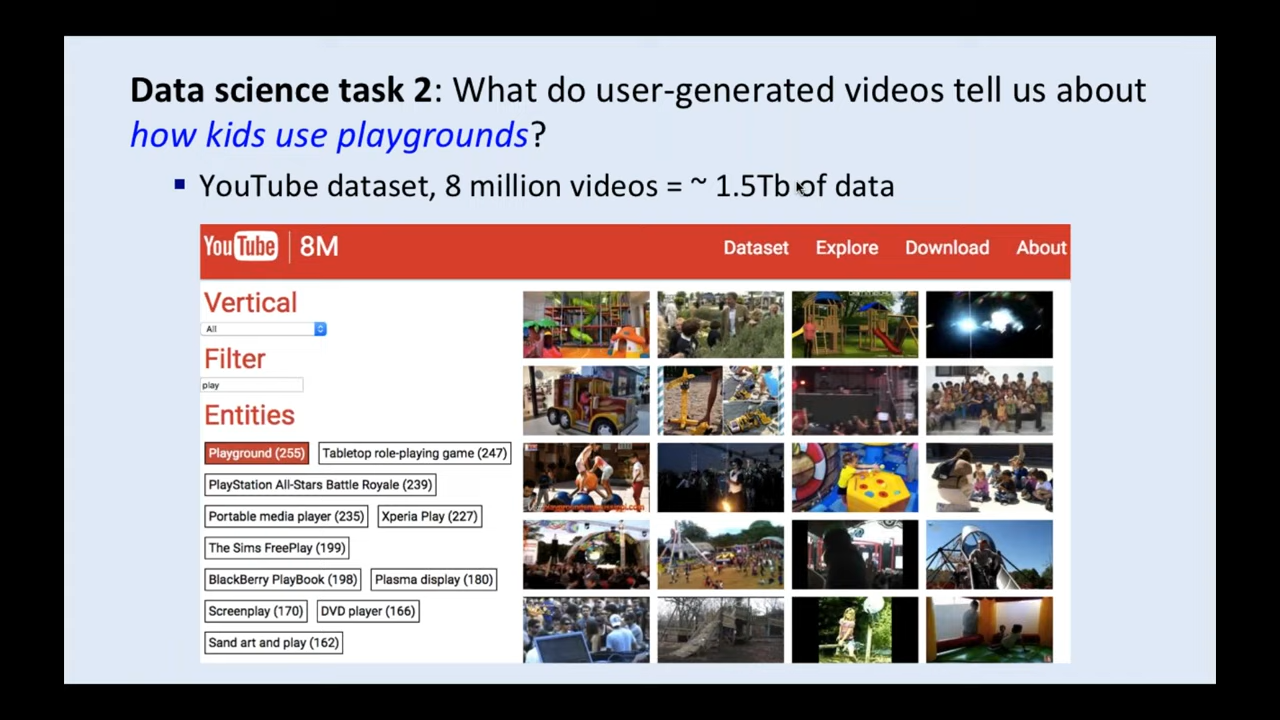 Data science task 2: What do user-generated videos tell us about
how kids use playgrounds?
▪ YouTube dataset, 8 million videos = ~ 1.5Tb of data
YouTube 8M Dataset Explore Download About
Vertical
All
Filter
play
Entities
Playground (255) Tabletop role-playing game (247)
PlayStation All-Stars Battle Royale (239)
Portable media player (235) Xperia Play (227)
The Sims FreePlay (199)
BlackBerry PlayBook (198) Plasma display (180)
Screenplay (170) DVD player (166)
Sand art and play (162)